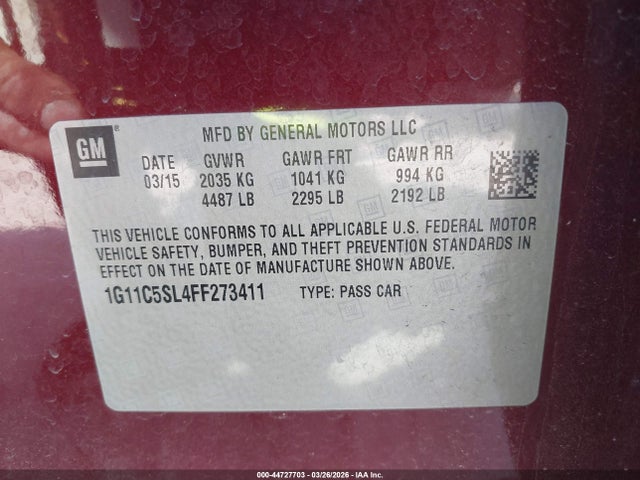 GM®
MFD BY GENERAL MOTORS LLC
DATE GVWR GAWR FRT GAWR RR
03/15 2035 KG 1041 KG 994 KG
4487 LB 2295 LB 2192 LB
THIS VEHICLE CONFORMS TO ALL APPLICABLE U.S. FEDERAL MOTOR
VEHICLE SAFETY, BUMPER, AND THEFT PREVENTION STANDARDS IN
EFFECT ON THE DATE OF MANUFACTURE SHOWN ABOVE.
1G11C5SL4FF273411 TYPE: PASS CAR
000-44727703 - 03/26/2026 - IAA Inc.